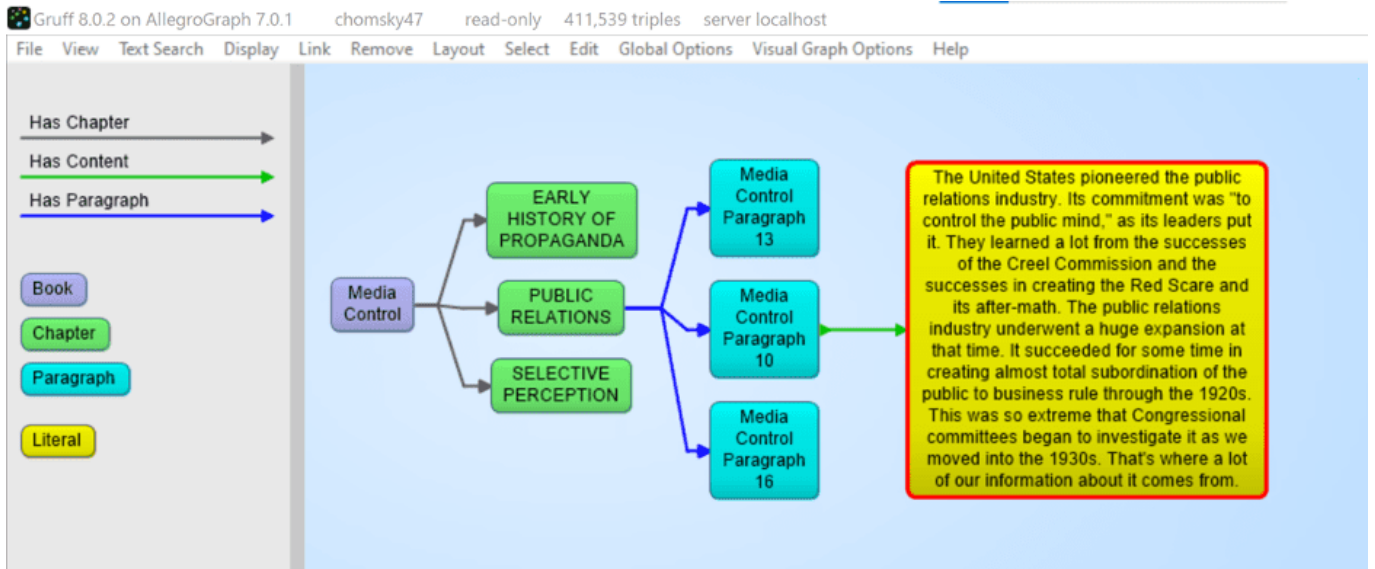 Gruff 8.0.2 on AllegroGraph 7.0.1 chomsky47 read-only 411,539 triples server localhost
File View Text Search Display Link Remove Layout Select Edit Global Options Visual Graph Options Help
Has Chapter
Has Content
Has Paragraph
Book
Chapter
Paragraph
Literal
Media
Control
EARLY
HISTORY OF
PROPAGANDA
PUBLIC
RELATIONS
SELECTIVE
PERCEPTION
Media
Control
Paragraph
13
Media
Control
Paragraph
10
Media
Control
Paragraph
16
The United States pioneered the public
relations industry. Its commitment was "to
control the public mind," as its leaders put
it. They learned a lot from the successes
of the Creel Commission and the
successes in creating the Red Scare and
its after-math. The public relations
industry underwent a huge expansion at
that time. It succeeded for some time in
creating almost total subordination of the
public to business rule through the 1920s.
This was so extreme that Congressional
committees began to investigate it as we
moved into the 1930s. That's where a lot
of our information about it comes from.